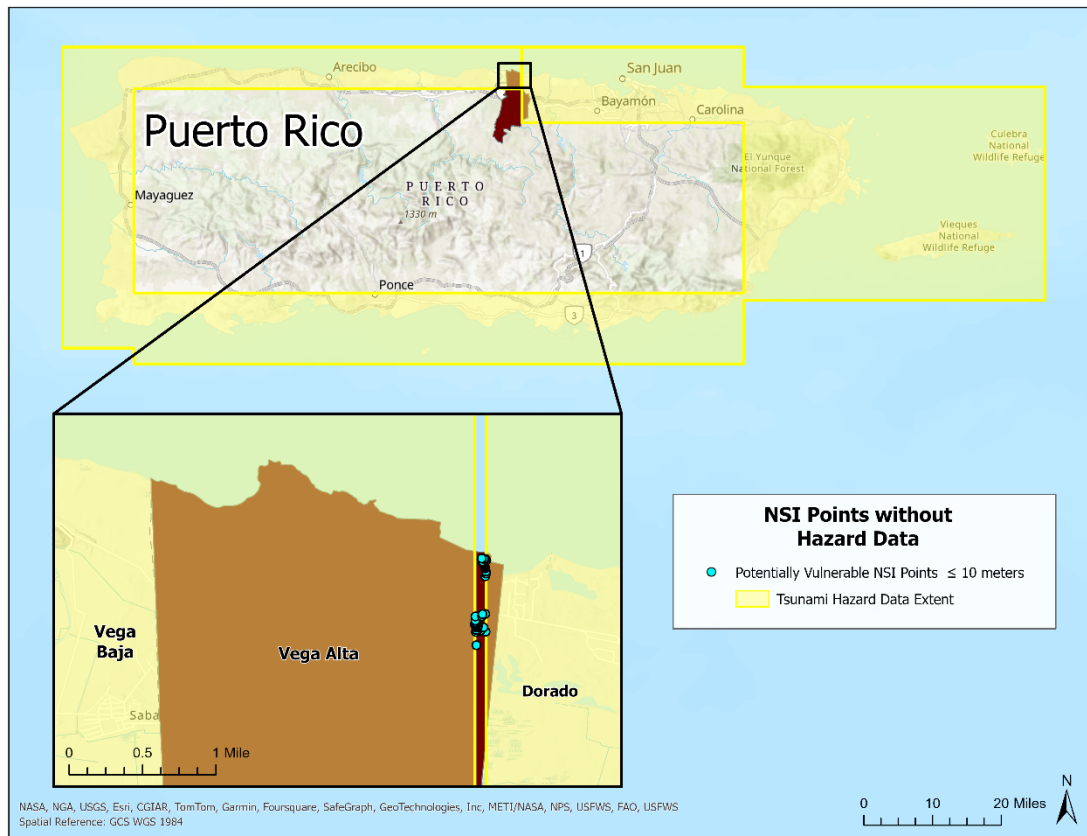 Arecibo
San Juan
Bayamón
Carolina
Puerto Rico
El Yunque
National Forest
Culebra
National
Wildlife Refuge
Mayaguez
PUERTO
RICO
1330 m
Vieques
National
Wildlife Refuge
1
Ponce
3
Vega
Baja
Vega Alta
Dorado
Saba
0 0.5 1 Mile
NSI Points without
Hazard Data
Potentially Vulnerable NSI Points ≤ 10 meters
Tsunami Hazard Data Extent
NASA, NGA, USGS, Esri, CGIAR, TomTom, Garmin, Foursquare, SafeGraph, GeoTechnologies, Inc, METI/NASA, NPS, USFWS, FAO, USFWS
Spatial Reference: GCS WGS 1984
0 10 20 Miles
N